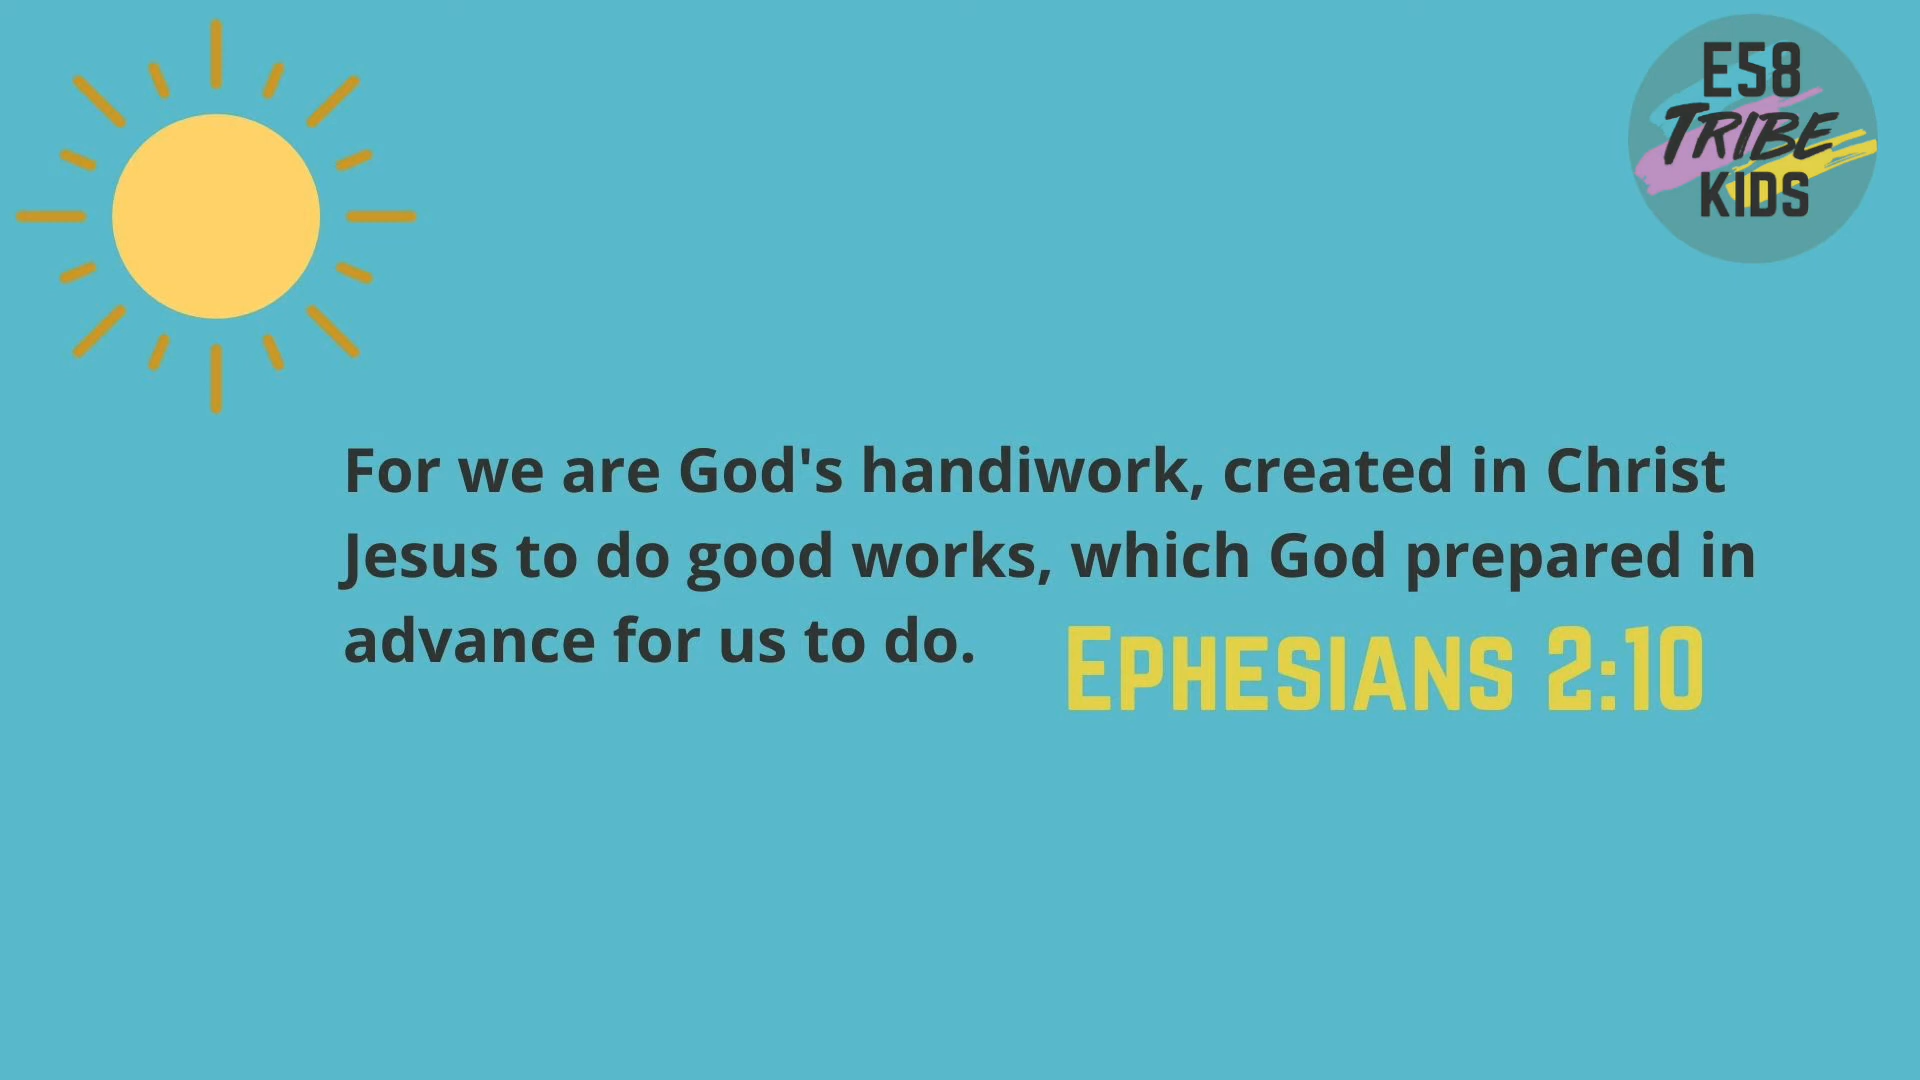 E58
TRIBE
KIDS
For we are God's handiwork, created in Christ
Jesus to do good works, which God prepared in
advance for us to do.
EPHESIANS 2:10